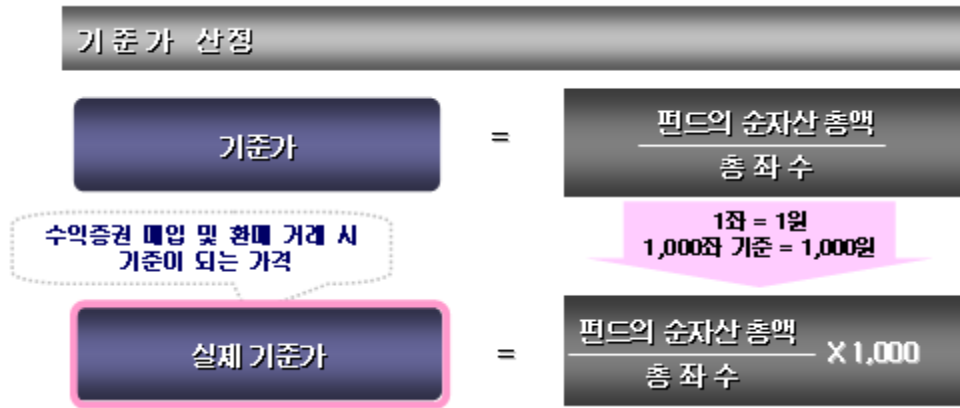 기준가 산정
기준가
=
펀드의 순자산 총액
총 좌 수
수익증권 매입 및 환매 거래 시
기준이 되는 가격
1좌 = 1원
1,000좌 기준 = 1,000원
실제 기준가
=
펀드의 순자산 총액
총 좌 수
X 1,000